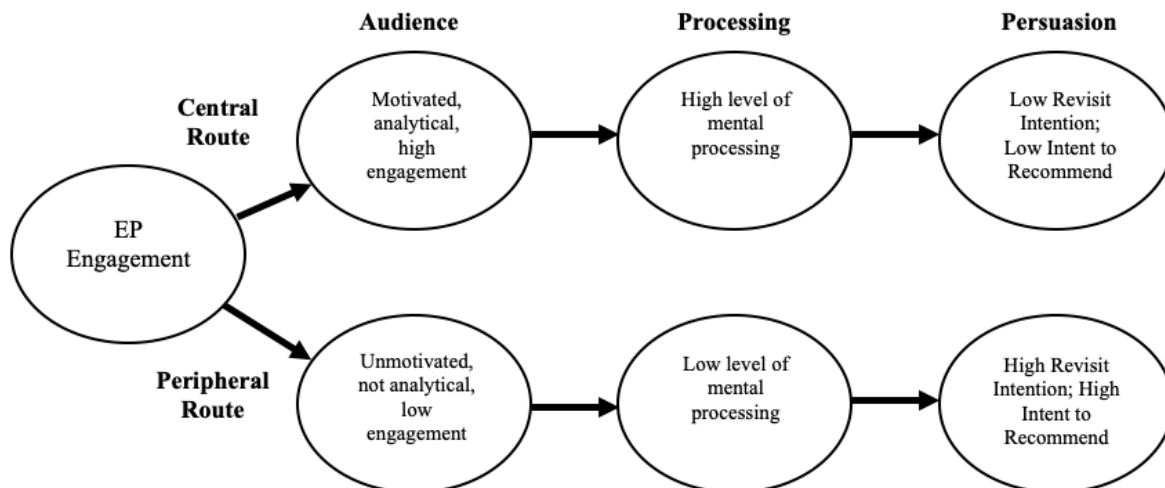 Audience
Processing
Persuasion
Central
Route
Motivated,
analytical,
high
engagement
High level of
mental
processing
Low Revisit
Intention;
Low Intent to
Recommend
EP
Engagement
Peripheral
Route
Unmotivated,
not analytical,
low
engagement
Low level of
mental
processing
High Revisit
Intention; High
Intent to
Recommend